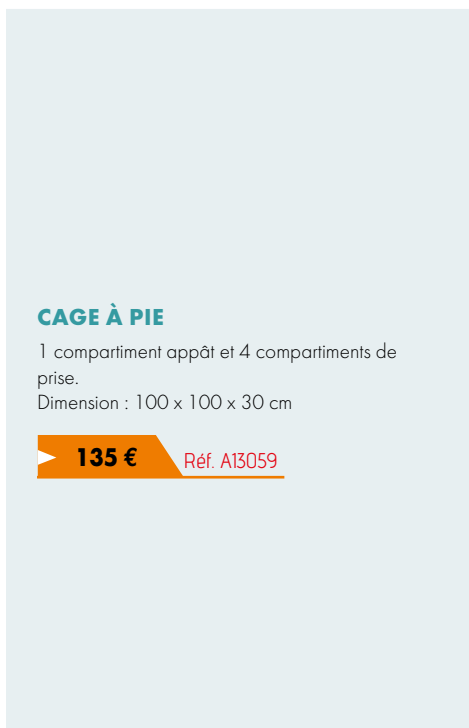 CAGE À PIE
1 compartiment appât et 4 compartiments de
prise.
Dimension : 100 x 100 x 30 cm
135 € Réf. A13059